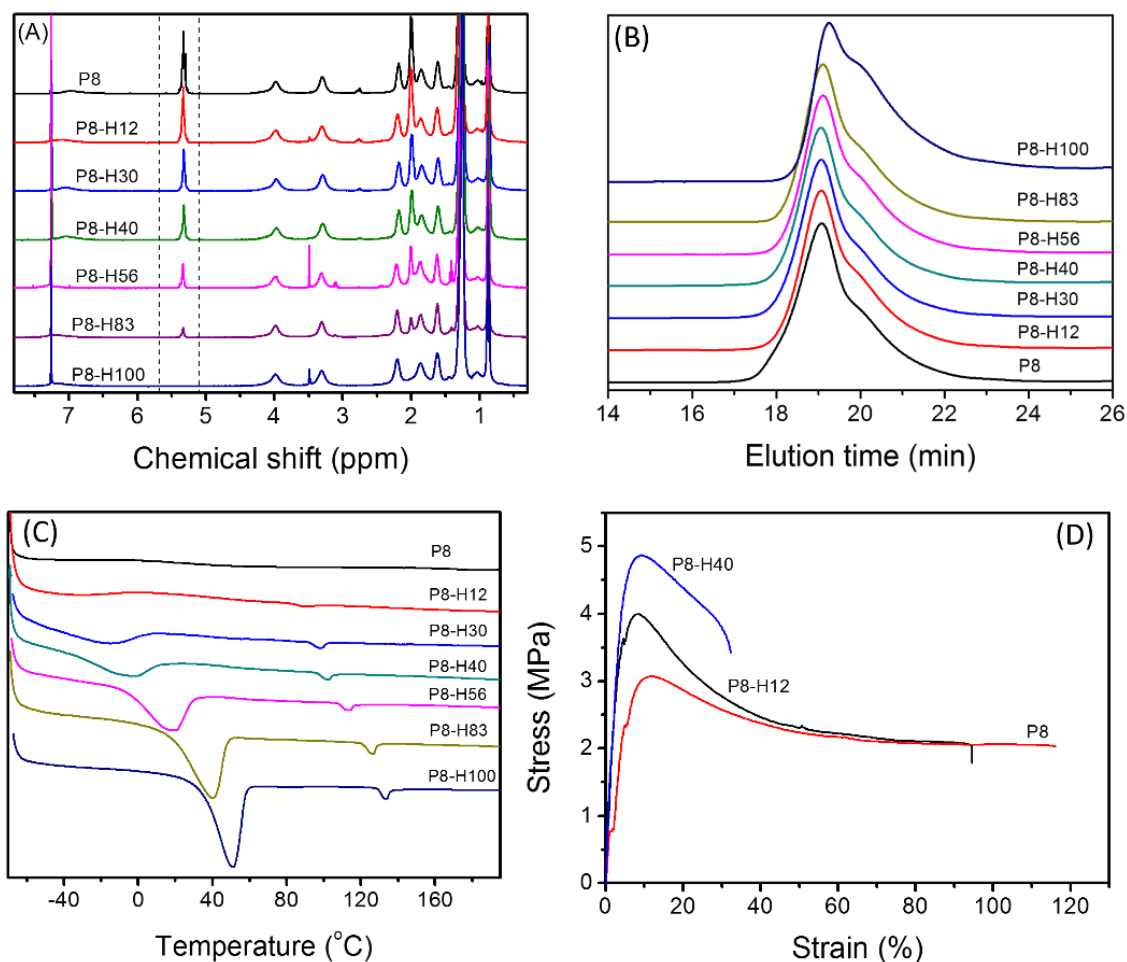 (A)
P8
P8-H12
P8-H30
P8-H40
P8-H56
P8-H83
P8-H100
7 6 5 4 3 2 1
Chemical shift (ppm)
(B)
P8-H100
P8-H83
P8-H56
P8-H40
P8-H30
P8-H12
P8
14 16 18 20 22 24 26
Elution time (min)
(C)
P8
P8-H12
P8-H30
P8-H40
P8-H56
P8-H83
P8-H100
-40 0 40 80 120 160
Temperature (°C)
(D)
5
4
3
2
1
0
Stress (MPa)
P8-H40
P8-H12
P8
0 20 40 60 80 100 120
Strain (%)